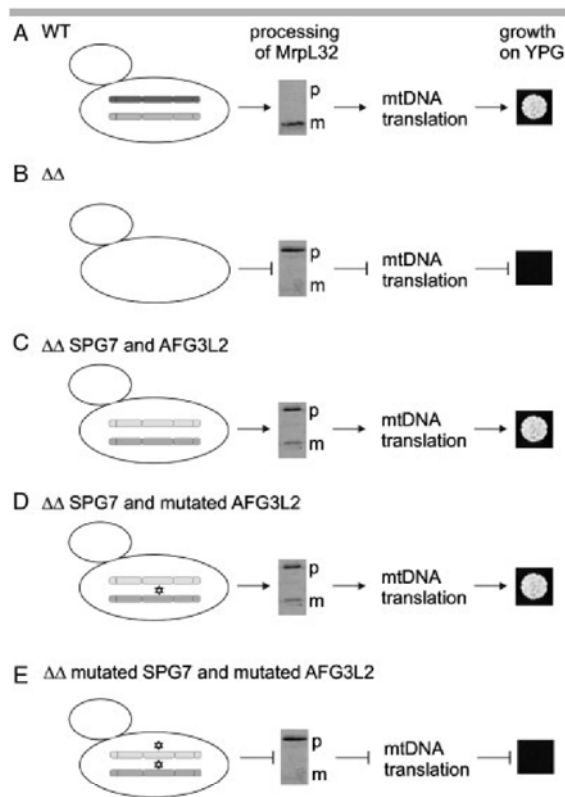 A WT
processing
of MrpL32
growth
on YPG
p
m
mtDNA
translation
B ΔΔ
p
m
mtDNA
translation
C ΔΔ SPG7 and AFG3L2
p
m
mtDNA
translation
D ΔΔ SPG7 and mutated AFG3L2
p
m
mtDNA
translation
E ΔΔ mutated SPG7 and mutated AFG3L2
p
m
mtDNA
translation